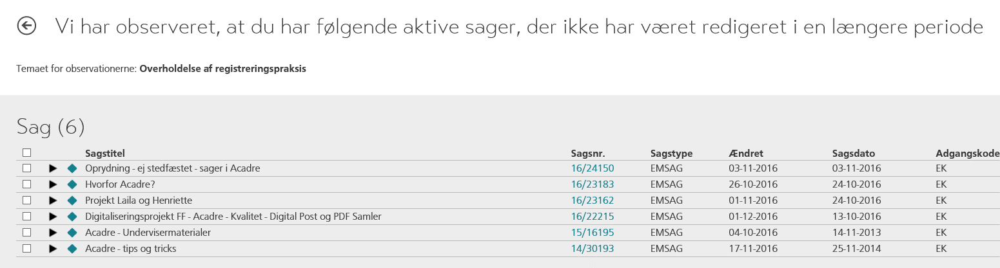 Vi har observeret, at du har følgende aktive sager, der ikke har været redigeret i en længere periode
Temaet for observationerne: Overholdelse af registreringspraksis
Sag (6)
Sagstitel Sagsnr. Sagstype Ændret Sagsdato Adgangskode
Oprydning - ej stedfæstet - sager i Acadre 16/24150 EMSAG 03-11-2016 03-11-2016 EK
Hvorfor Acadre? 16/23183 EMSAG 26-10-2016 24-10-2016 EK
Projekt Laila og Henriette 16/23162 EMSAG 01-11-2016 24-10-2016 EK
Digitaliseringsprojekt FF - Acadre - Kvalitet - Digital Post og PDF Samler 16/22215 EMSAG 01-12-2016 13-10-2016 EK
Acadre - Undervisermaterialer 15/16195 EMSAG 04-10-2016 14-11-2013 EK
Acadre - tips og tricks 14/30193 EMSAG 17-11-2016 25-11-2014 EK